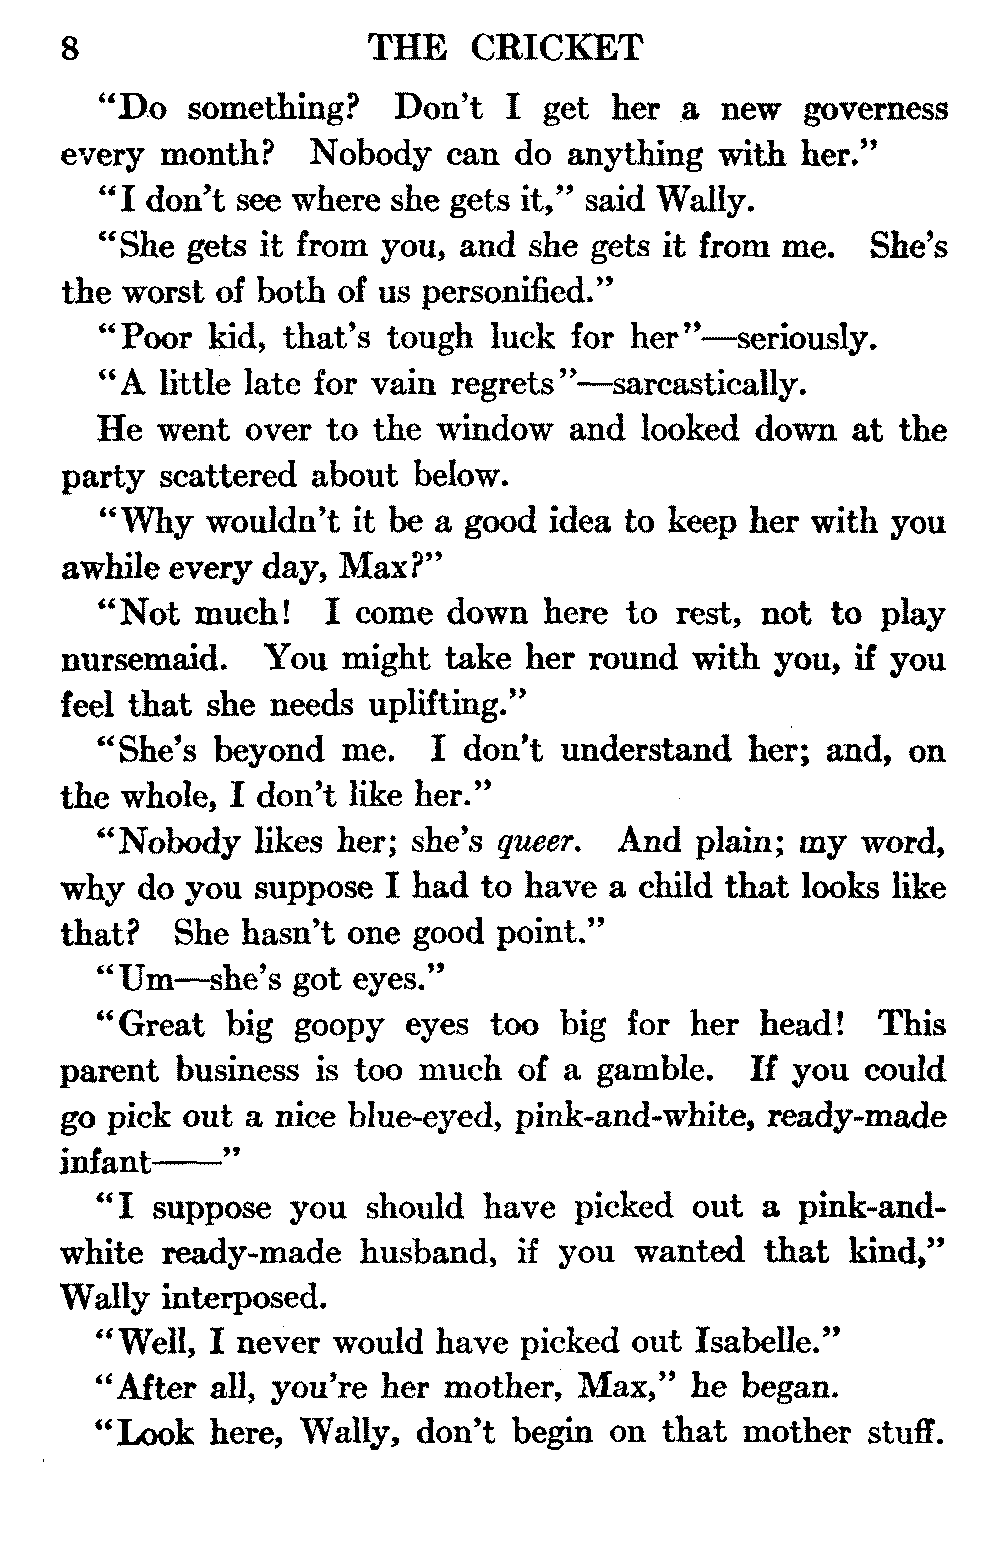 8 THE CRICKET
“Do something? Don’t I get her a new governess
every month? Nobody can do anything with her.”
“I don’t see where she gets it,” said Wally.
“She gets it from you, and she gets it from me. She’s
the worst of both of us personified.”
“Poor kid, that’s tough luck for her”—seriously.
“A little late for vain regrets”—sarcastically.
He went over to the window and looked down at the
party scattered about below.
“Why wouldn’t it be a good idea to keep her with you
awhile every day, Max?”
“Not much! I come down here to rest, not to play
nursemaid. You might take her round with you, if you
feel that she needs uplifting.”
“She’s beyond me. I don’t understand her; and, on
the whole, I don’t like her.”
“Nobody likes her; she’s queer. And plain; my word,
why do you suppose I had to have a child that looks like
that? She hasn’t one good point.”
“Um—she’s got eyes.”
“Great big goopy eyes too big for her head! This
parent business is too much of a gamble. If you could
go pick out a nice blue-eyed, pink-and-white, ready-made
infant——”
“I suppose you should have picked out a pink-and-
white ready-made husband, if you wanted that kind,”
Wally interposed.
“Well, I never would have picked out Isabelle.”
“After all, you’re her mother, Max,” he began.
“Look here, Wally, don’t begin on that mother stuff.